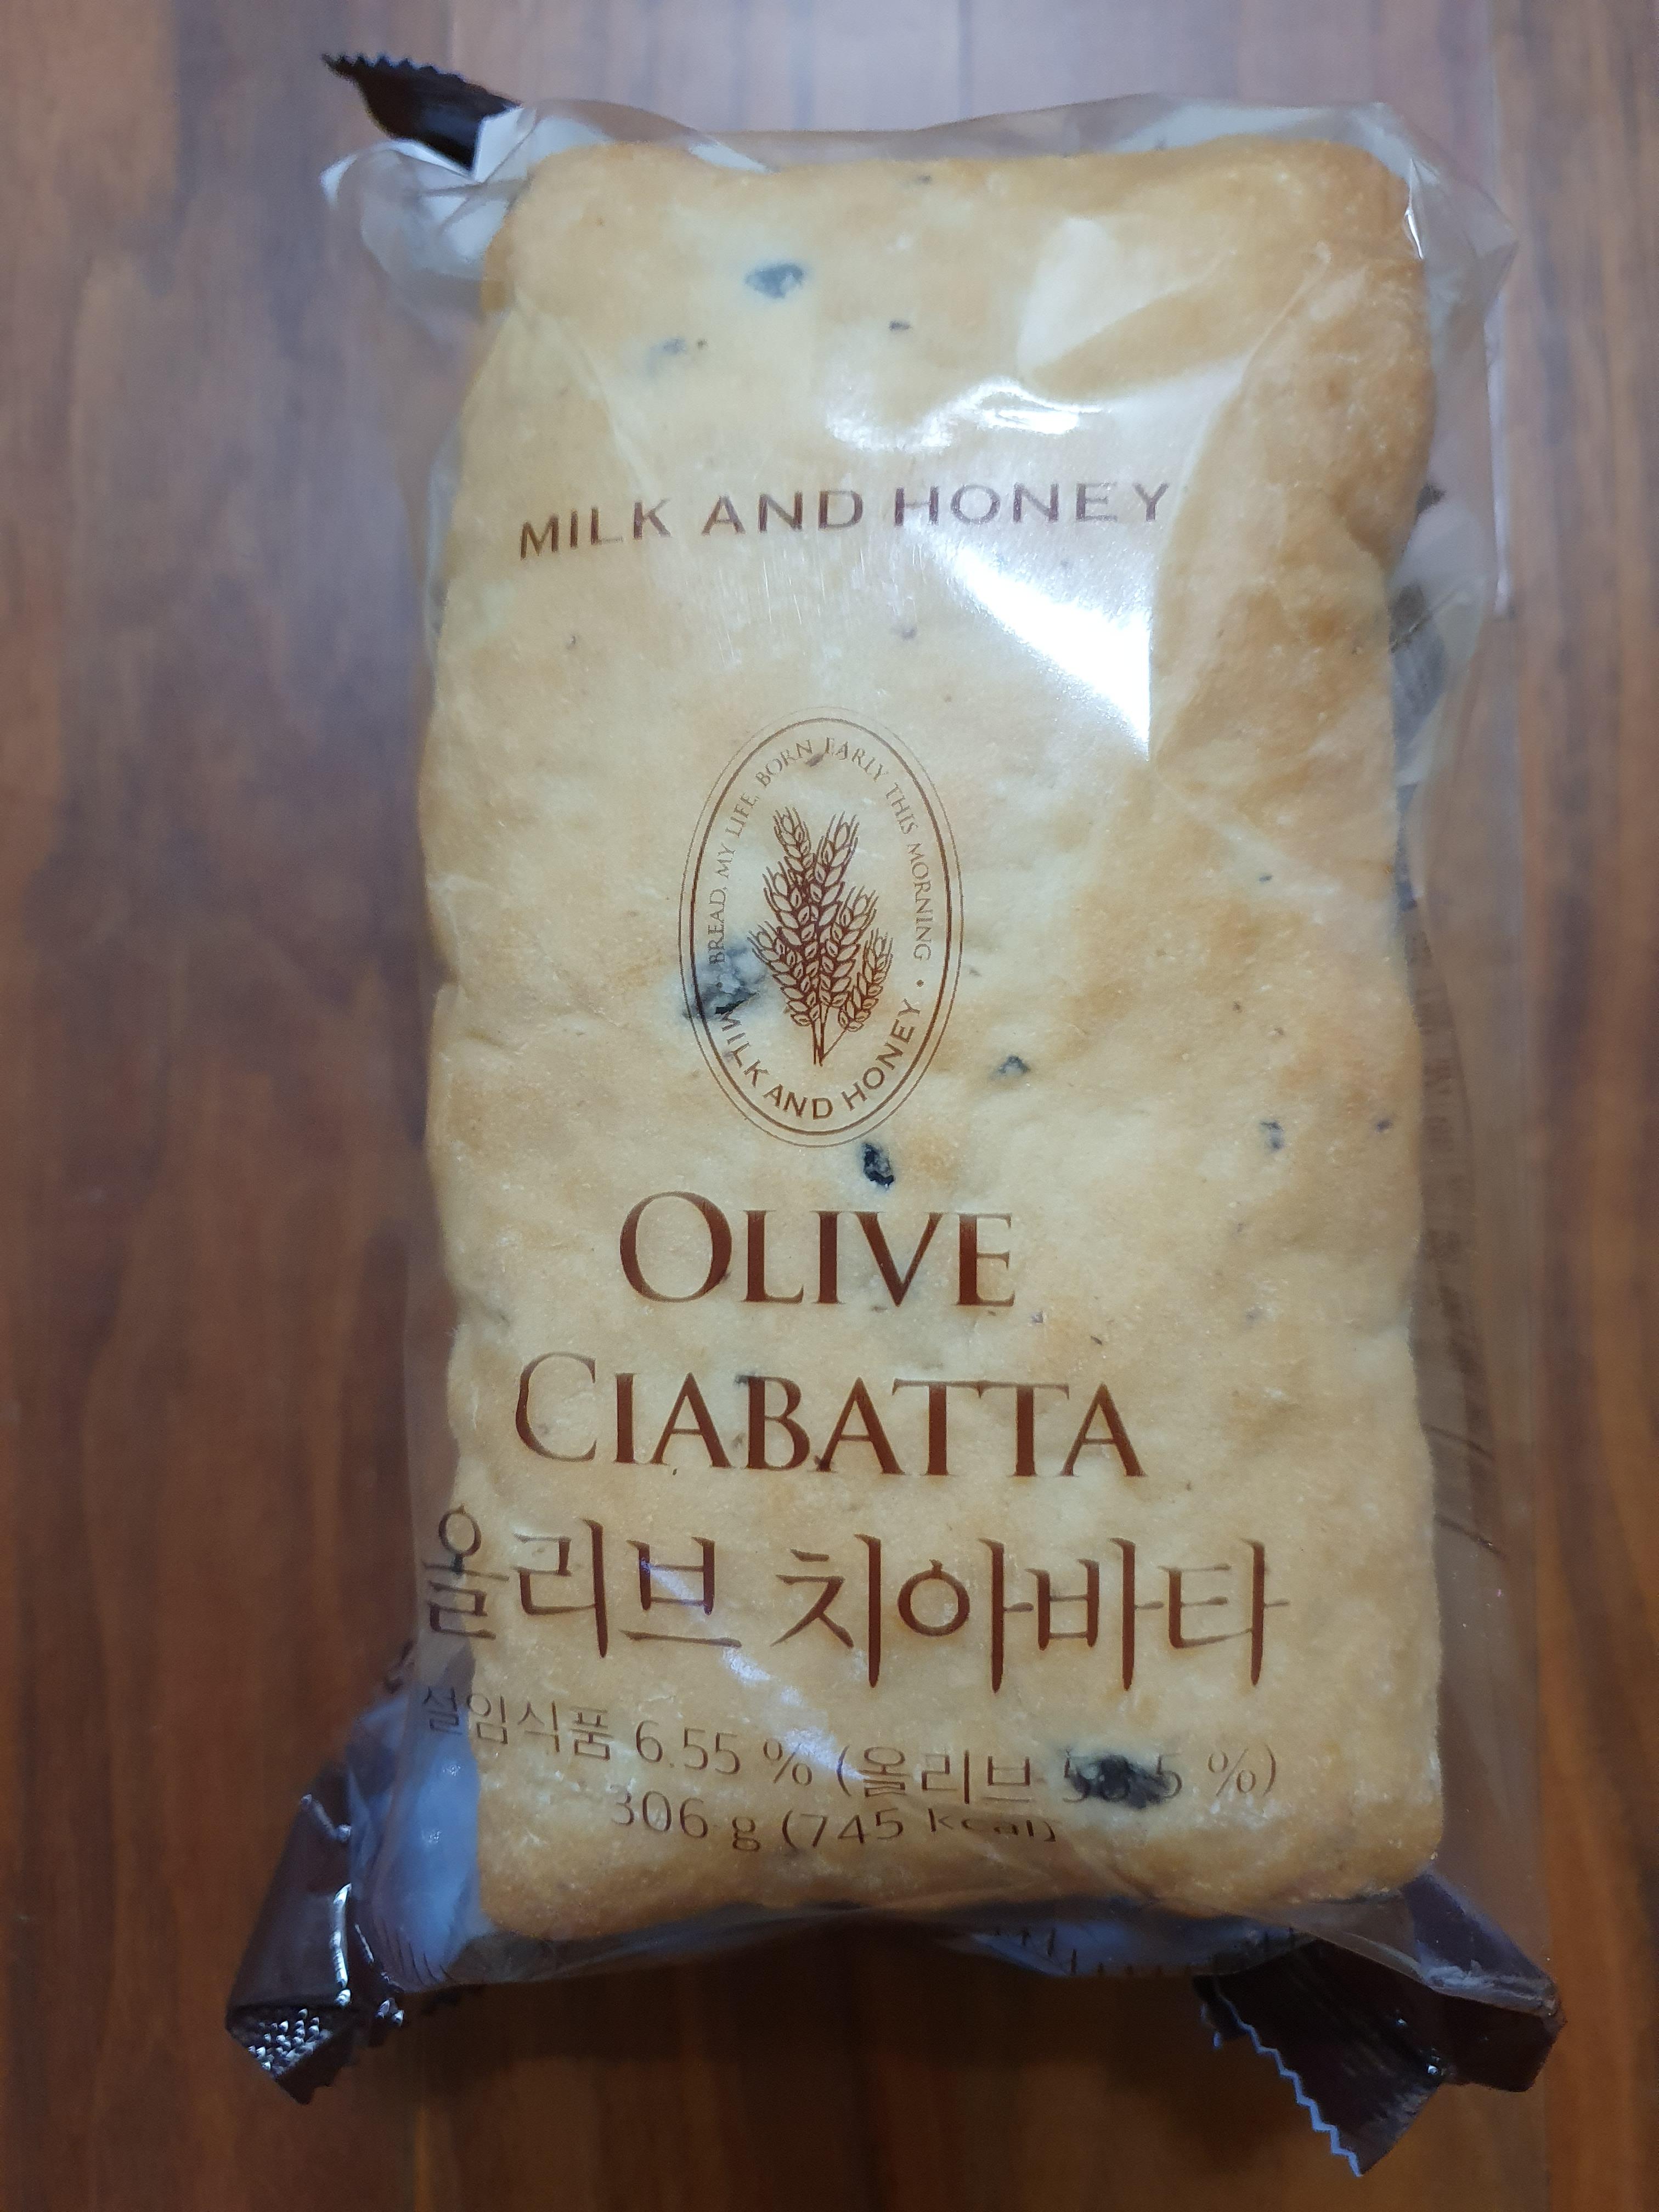 MILK AND HONEY
BREAD, MY LIFE, BORN EARLY THIS MORNING
MILK AND HONEY
OLIVE
CIABATTA
올리브 치아바타
절임식품 6.55 % (올리브 %)
306 g (745 kcal)